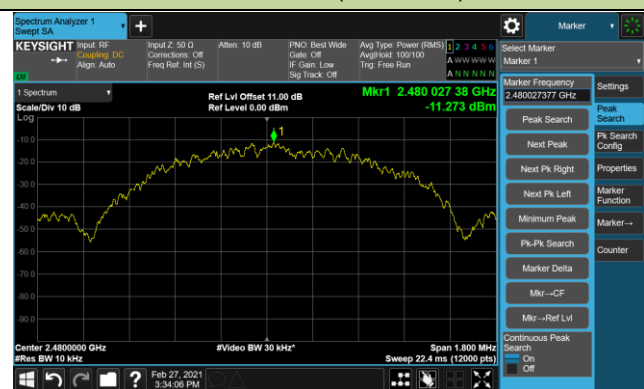 Spectrum Analyzer 1
Swept SA
+
Marker
KEYSIGHT Input: RF
Coupling: DC
Align: Auto
Input Z: 50 Ω
Corrections: Off
Freq Ref: Int (S)
Atten: 10 dB
PNO: Best Wide
Gate: Off
IF Gain: Low
Sig Track: Off
Avg Type: Power (RMS)
Avg|Hold: 100/100
Trig: Free Run
1 2 3 4 5 6
A W W W W W
A N N N N N
LXI
Select Marker
Marker 1
1 Spectrum
Scale/Div 10 dB
Log
Ref Lvl Offset 11.00 dB
Ref Level 0.00 dBm
Mkr1 2.480 027 38 GHz
-11.273 dBm
1
-10.0
-20.0
-30.0
-40.0
-50.0
-60.0
-70.0
-80.0
-90.0
Center 2.4800000 GHz
#Res BW 10 kHz
#Video BW 30 kHz*
Span 1.800 MHz
Sweep 22.4 ms (12000 pts)
Marker Frequency
2.480027377 GHz
Peak Search
Next Peak
Next Pk Right
Next Pk Left
Minimum Peak
Pk-Pk Search
Marker Delta
Mkr→CF
Mkr→Ref Lvl
Continuous Peak
Search
On
Off
Settings
Peak
Search
Pk Search
Config
Properties
Marker
Function
Marker→
Counter
?
Feb 27, 2021
3:34:06 PM